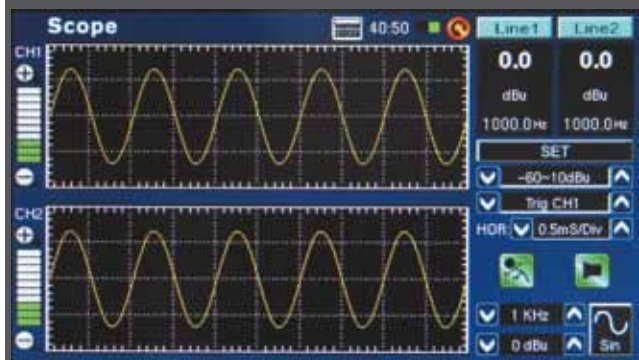 Scope
40:50
Line1 Line2
CH1
0.0 0.0
dBu dBu
1000.0Hz 1000.0Hz
SET
-60~10dBu
Trig CH1
CH2
HOR: 0.5mS/Div
1 KHz
0 dBu
Sin